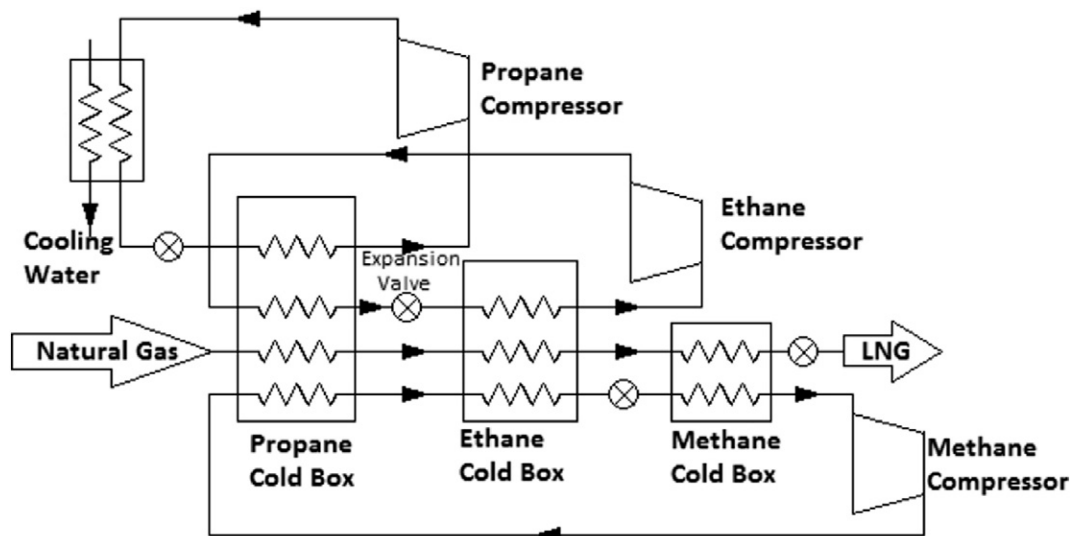 Propane
Compressor
Ethane
Compressor
Cooling
Water
Expansion
Valve
Natural Gas
LNG
Propane
Cold Box
Ethane
Cold Box
Methane
Cold Box
Methane
Compressor